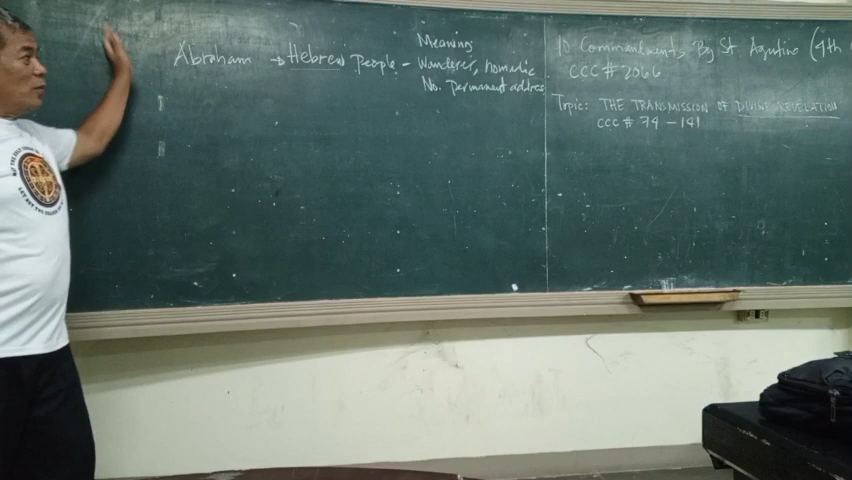 Meaning
Abraham → Hebrew people - Wanderer, nomadic
No. permanent address
10 Commandments By St Agustino (4th
CCC # 2066
Topic: THE TRANSMISSION OF DIVINE REVELATION
CCC # 74 - 141